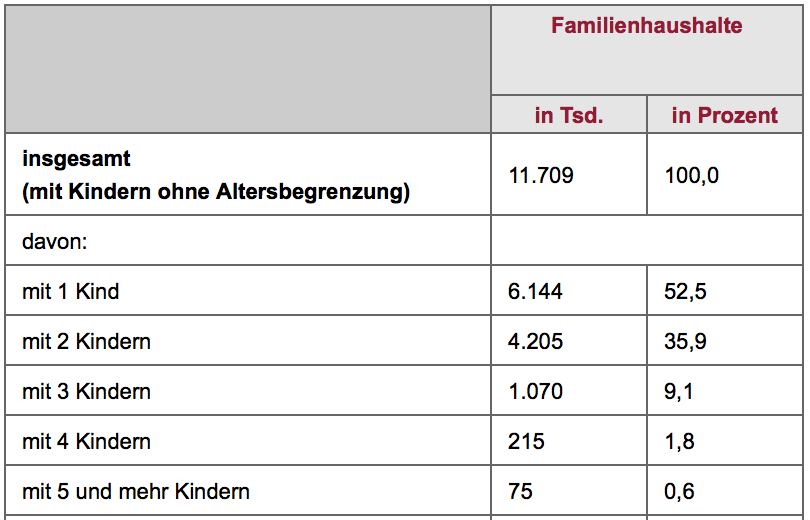 Familienhaushalte
in Tsd. in Prozent
insgesamt
(mit Kindern ohne Altersbegrenzung) 11.709 100,0
davon:
mit 1 Kind 6.144 52,5
mit 2 Kindern 4.205 35,9
mit 3 Kindern 1.070 9,1
mit 4 Kindern 215 1,8
mit 5 und mehr Kindern 75 0,6